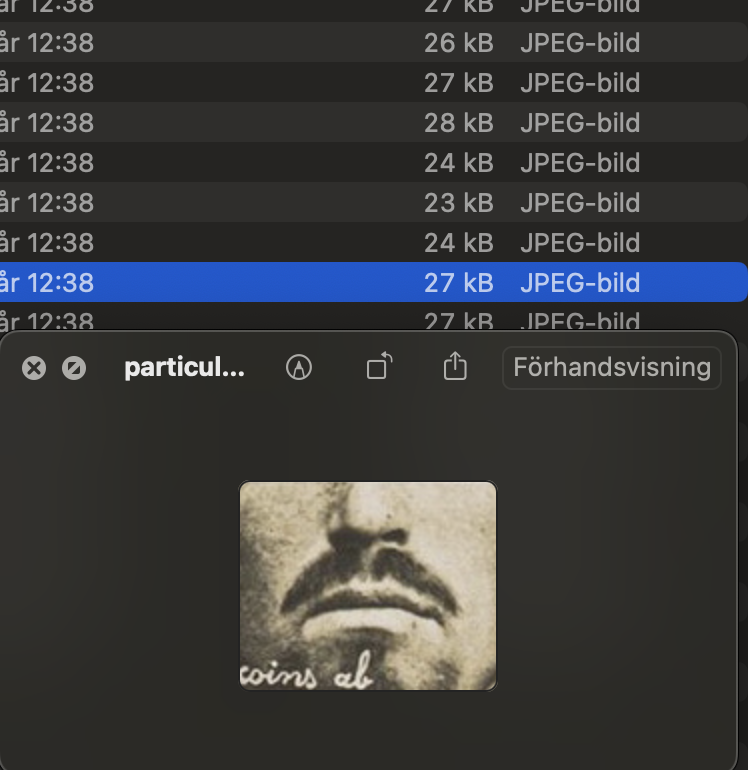 år 12:38 27 kB JPEG-bild
år 12:38 26 kB JPEG-bild
år 12:38 27 kB JPEG-bild
år 12:38 28 kB JPEG-bild
år 12:38 24 kB JPEG-bild
år 12:38 23 kB JPEG-bild
år 12:38 24 kB JPEG-bild
år 12:38 27 kB JPEG-bild
år 12:38 27 kB JPEG-bild
particul... Förhandsvisning
coins ab